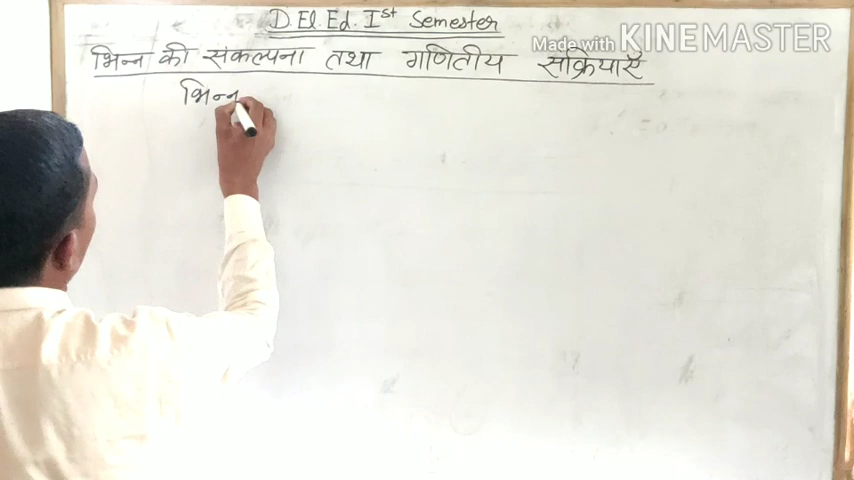 D.El.Ed. Ist Semester
Made with KINEMASTER
भिन्न की संकल्पना तथा गणितीय संक्रियाएँ
भिन्न